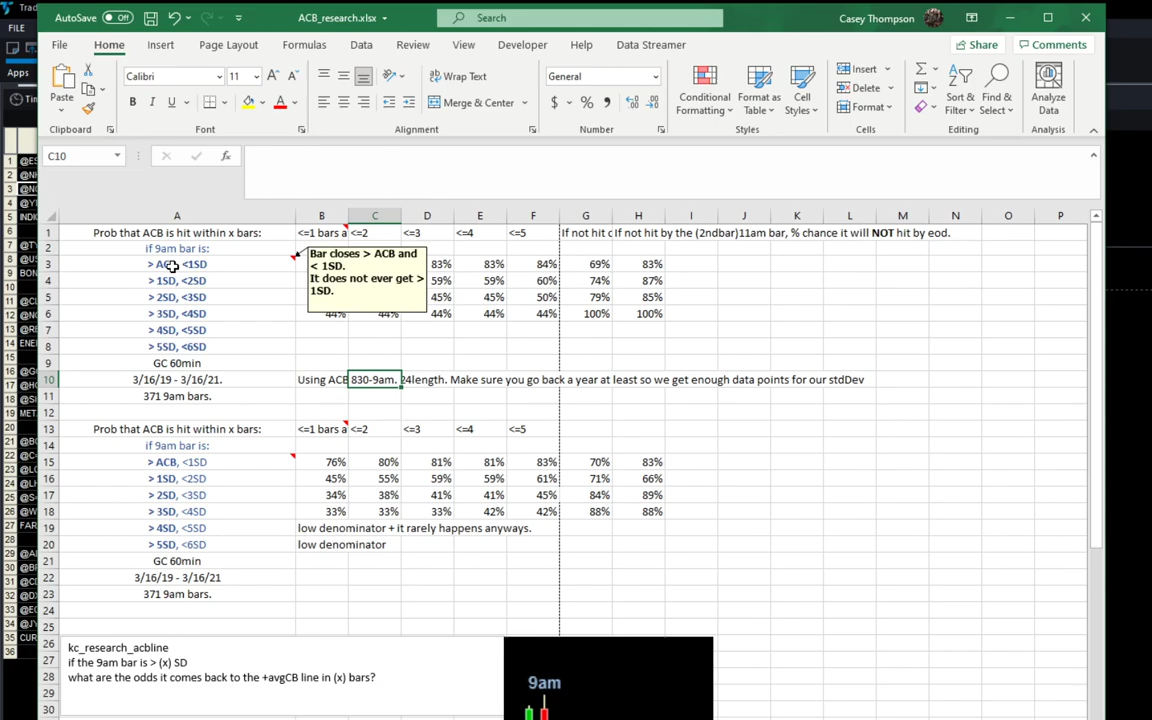 Trad
AutoSave Off ACB_research.xlsx Search Casey Thompson
FILE
File Home Insert Page Layout Formulas Data Review View Developer Help Data Streamer Share Comments
Apps
Paste Calibri 11 A A Wrap Text General Conditional Formatting Format as Table Cell Styles Insert Delete Format Sort & Filter Find & Select Analyze Data
B I U A Merge & Center $ % 9
Clipboard Font Alignment Number Styles Cells Editing Analysis
C10 fx
A B C D E F G H I J K L M N O P
1 Prob that ACB is hit within x bars: <=1 bars a <=2 <=3 <=4 <=5 If not hit c If not hit by the (2ndbar)11am bar, % chance it will NOT hit by end.
2 if 9am bar is:
3 > AC <1SD 83% 83% 84% 69% 83%
Bar closes > ACB and
< 1SD.
It does not ever get >
1SD.
4 > 1SD, <2SD 59% 59% 60% 74% 87%
5 > 2SD, <3SD 45% 45% 50% 79% 85%
6 > 3SD, <4SD 44% 44% 44% 44% 44% 100% 100%
7 > 4SD, <5SD
8 > 5SD, <6SD
9 GC 60min
10 3/16/19 - 3/16/21. Using ACB 830-9am. 24length. Make sure you go back a year at least so we get enough data points for our stdDev
11 371 9am bars.
12
13 Prob that ACB is hit within x bars: <=1 bars a <=2 <=3 <=4 <=5
14 if 9am bar is:
15 > ACB, <1SD 76% 80% 81% 81% 83% 70% 83%
16 > 1SD, <2SD 45% 55% 59% 59% 61% 71% 66%
17 > 2SD, <3SD 34% 38% 41% 41% 45% 84% 89%
18 > 3SD, <4SD 33% 33% 33% 42% 42% 88% 88%
19 > 4SD, <5SD low denominator + it rarely happens anyways.
20 > 5SD, <6SD low denominator
21 GC 60min
22 3/16/19 - 3/16/21
23 371 9am bars.
24
25
26 kc_research_acbline
27 if the 9am bar is > (x) SD
28 what are the odds it comes back to the +avgCB line in (x) bars?
29
30
9am